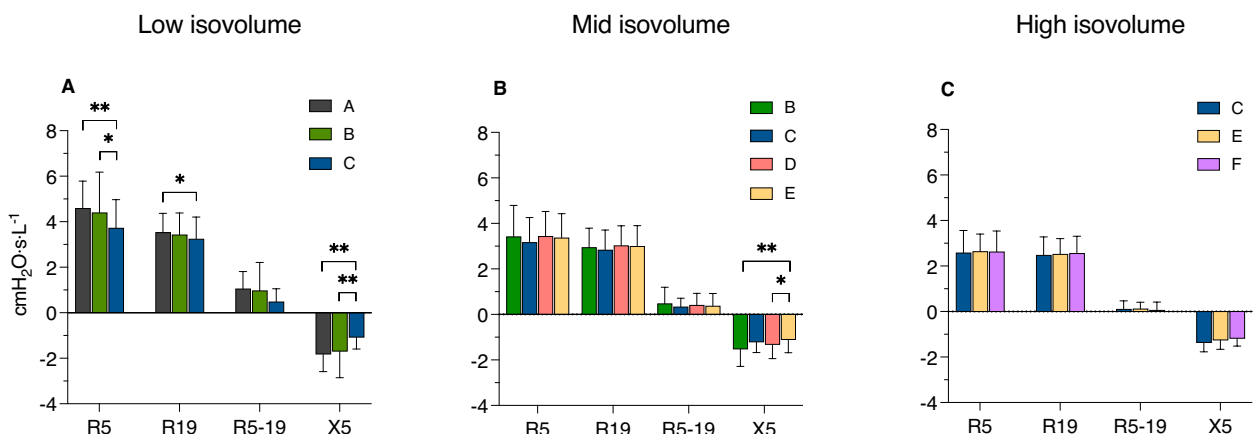 Low isovolume
Mid isovolume
High isovolume
A
**
*
*
**
**
A
B
C
8
6
4
2
0
-2
-4
cmH₂O·s·L⁻¹
R5
R19
R5-19
X5
B
**
*
B
C
D
E
8
6
4
2
0
-2
-4
R5
R19
R5-19
X5
C
C
E
F
8
6
4
2
0
-2
-4
R5
R19
R5-19
X5